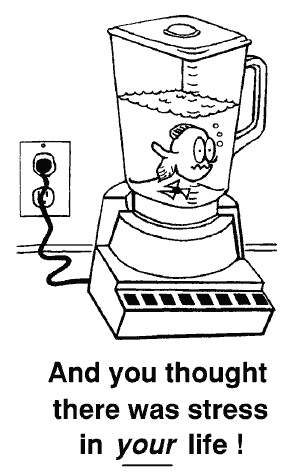 And you thought
there was stress
in your life !